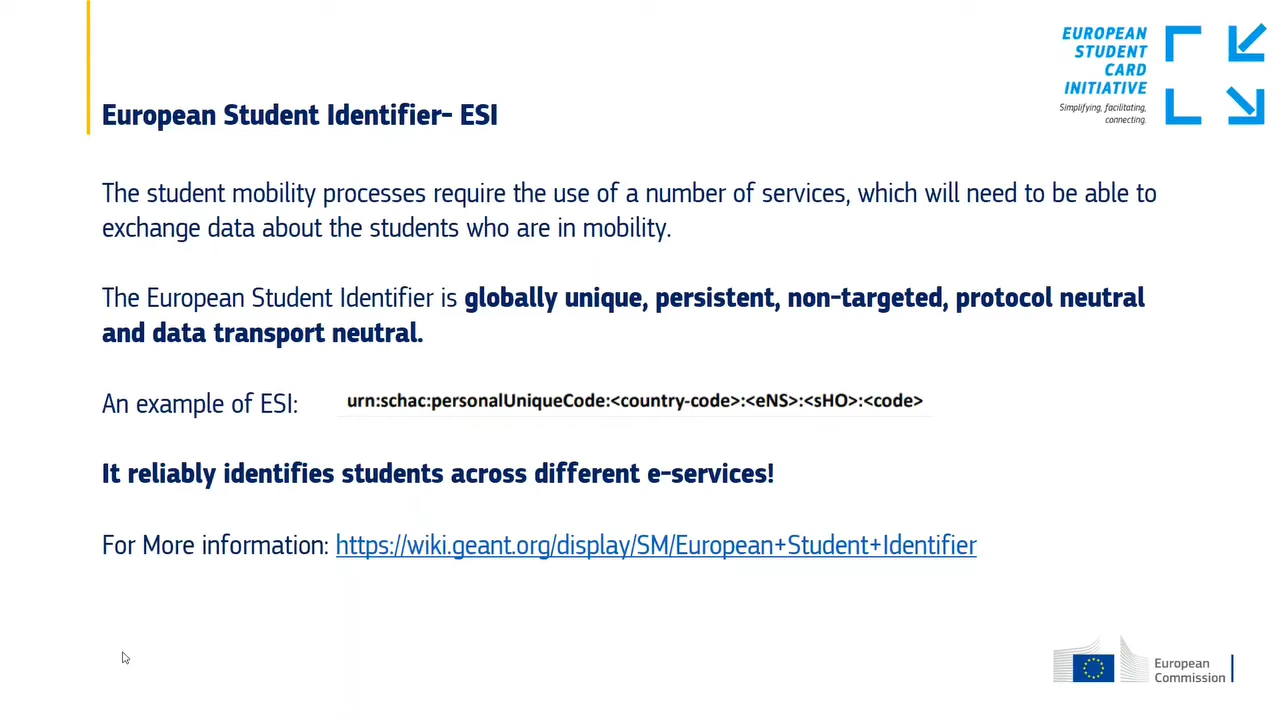 EUROPEAN
STUDENT
CARD
INITIATIVE
Simplifying, facilitating,
connecting.
European Student Identifier- ESI
The student mobility processes require the use of a number of services, which will need to be able to
exchange data about the students who are in mobility.
The European Student Identifier is globally unique, persistent, non-targeted, protocol neutral
and data transport neutral.
An example of ESI: urn:schac:personalUniqueCode:<country-code>:<eNS>:<sHO>:<code>
It reliably identifies students across different e-services!
For More information: https://wiki.geant.org/display/SM/European+Student+Identifier
European
Commission